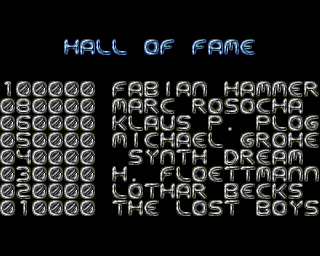 HALL OF FAME
100000 FABIAN HAMMER
080000 MARC ROSOCHA
060000 KLAUS P. PLOG
050000 MICHAEL GROHE
040000 SYNTH DREAM
030000 H. FLOETTMANN
020000 LOTHAR BECKS
010000 THE LOST BOYS